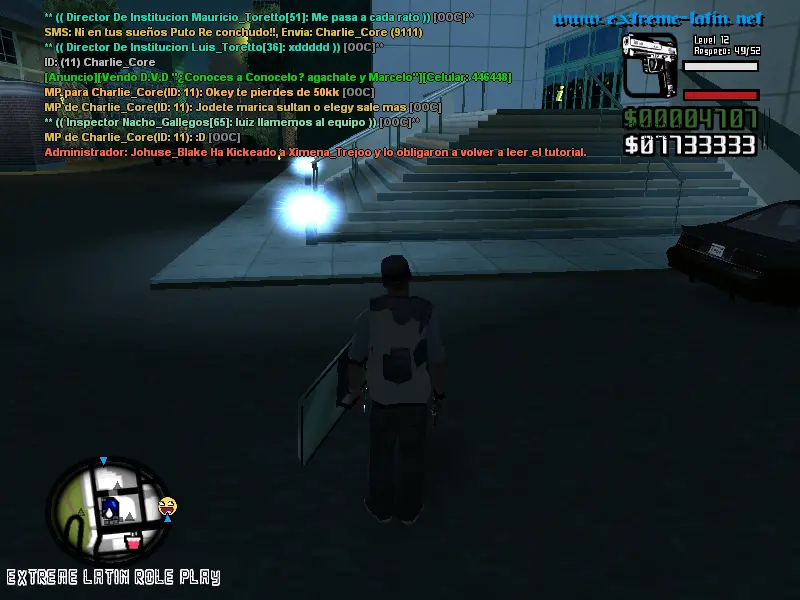 ** (( Director De Institucion Mauricio_Toretto[51]: Me pasa a cada rato )) [OOC]**
SMS: Ni en tus sueños Puto Re conchudo!!, Envia: Charlie_Core (9111)
** (( Director De Institucion Luis_Toretto[36]: xddddd )) [OOC]**
ID: (11) Charlie_Core
[Anuncio][Vendo D.V.D "¿Conoces a Conocelo? agachate y Marcelo"][Celular: 446448]
MP para Charlie_Core(ID: 11): Okey te pierdes de 50kk [OOC]
MP de Charlie_Core(ID: 11): Jodete marica sultan o elegy sale mas [OOC]
** (( Inspector Nacho_Gallegos[65]: luiz llamemos al equipo )) [OOC]**
MP de Charlie_Core(ID: 11): :D [OOC]
Administrador: Johuse_Blake Ha Kickeado a Ximena_Trejoo y lo obligaron a volver a leer el tutorial.
www.extreme-latin.net
Level 12
Respeto: 49/52
$00004707
$01733333
EXTREME LATIN ROLE PLAY